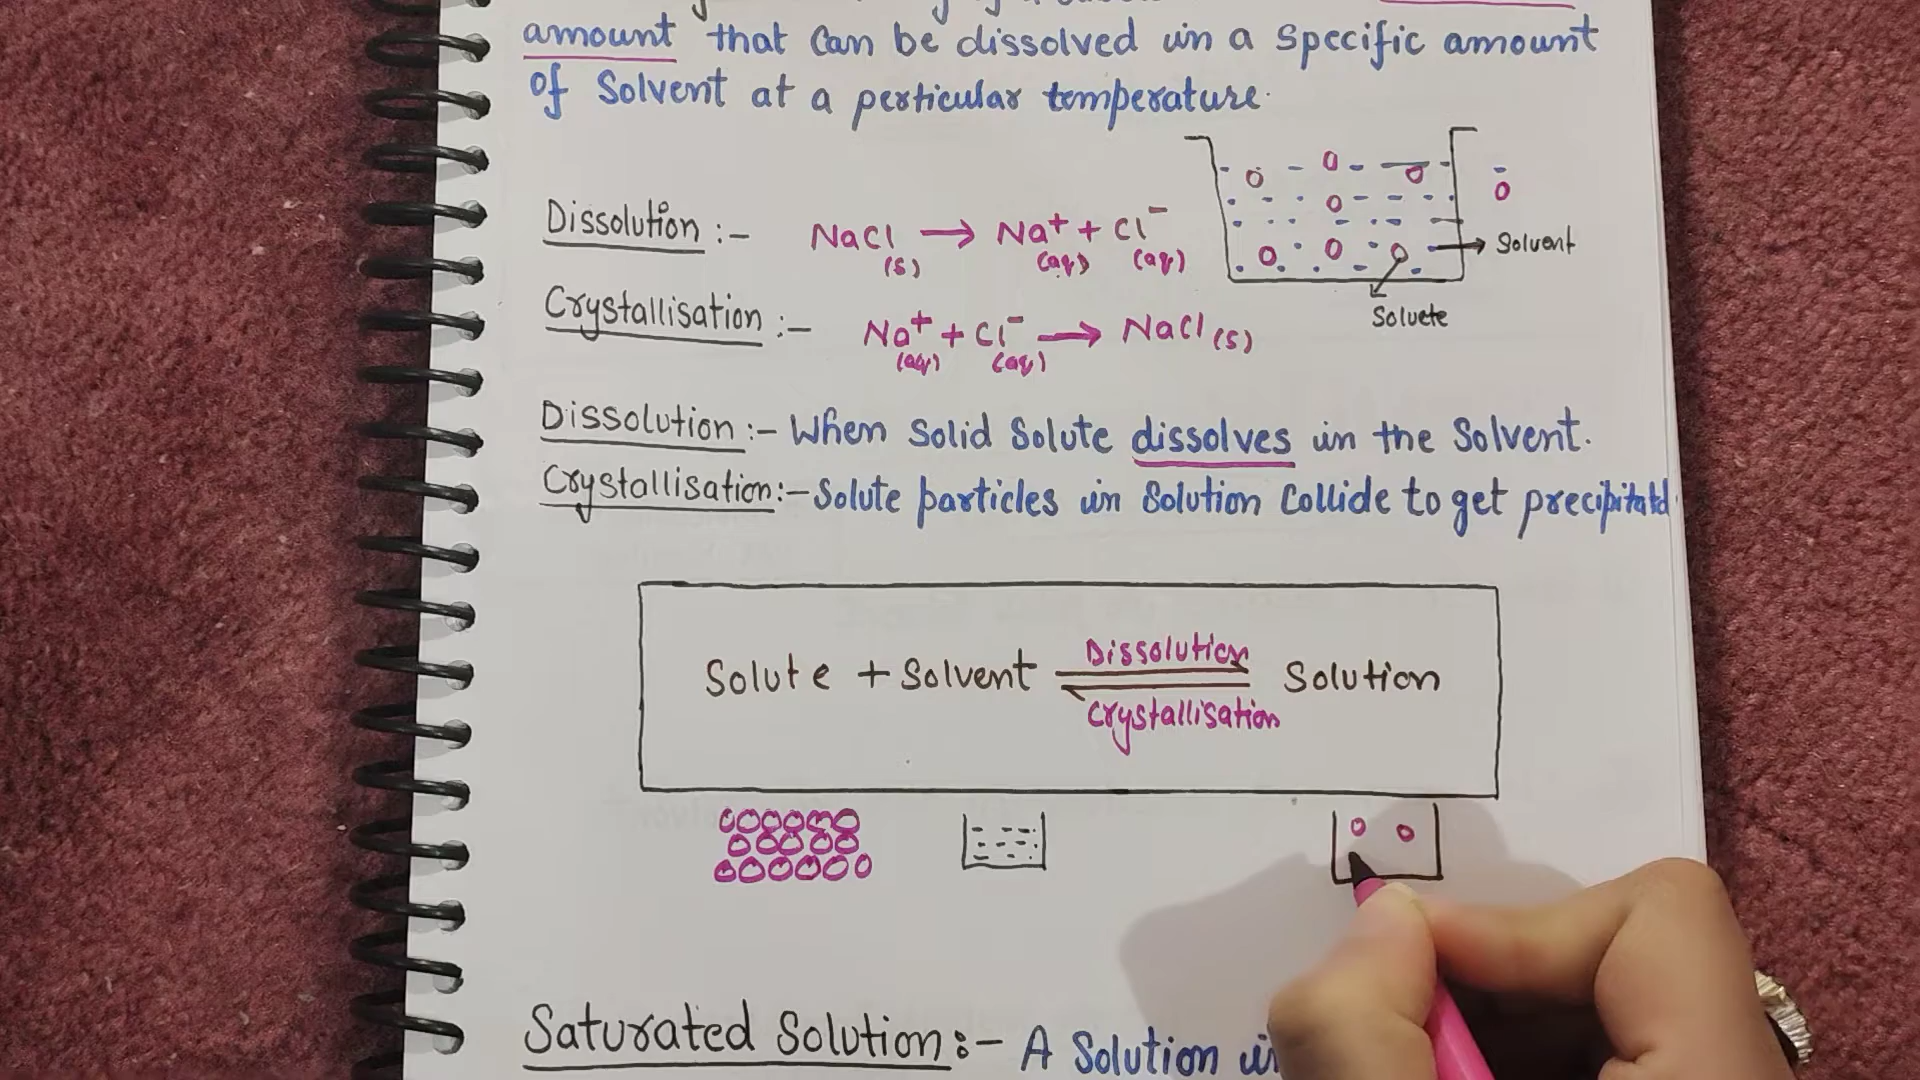 amount that can be dissolved in a specific amount
of Solvent at a perticular temperature.
Dissolution :- NaCl (s) → Na+ (aq) + Cl- (aq)
Solvent
Soluete
Crystallisation :- Na+ (aq) + Cl- (aq) → NaCl (s)
Dissolution :- When Solid Solute dissolves in the Solvent.
Crystallisation:- Solute particles in Solution Collide to get precipitatd
Dissolution
Solute + Solvent ⇌ Solution
Crystallisation
Saturated Solution:- A Solution